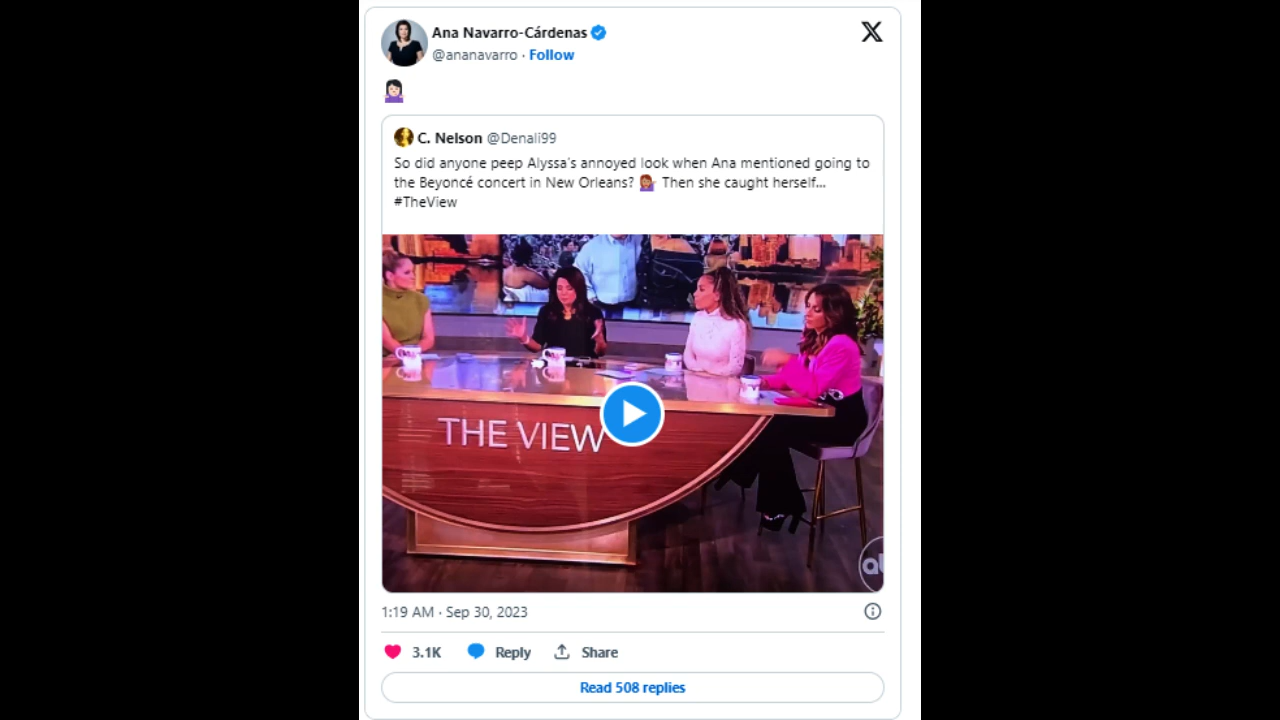 Ana Navarro-Cárdenas
@ananavarro · Follow
C. Nelson @Denali99
So did anyone peep Alyssa's annoyed look when Ana mentioned going to
the Beyoncé concert in New Orleans? 💁🏽‍♀️ Then she caught herself...
#TheView
THE VIEW
1:19 AM · Sep 30, 2023
3.1K Reply Share
Read 508 replies